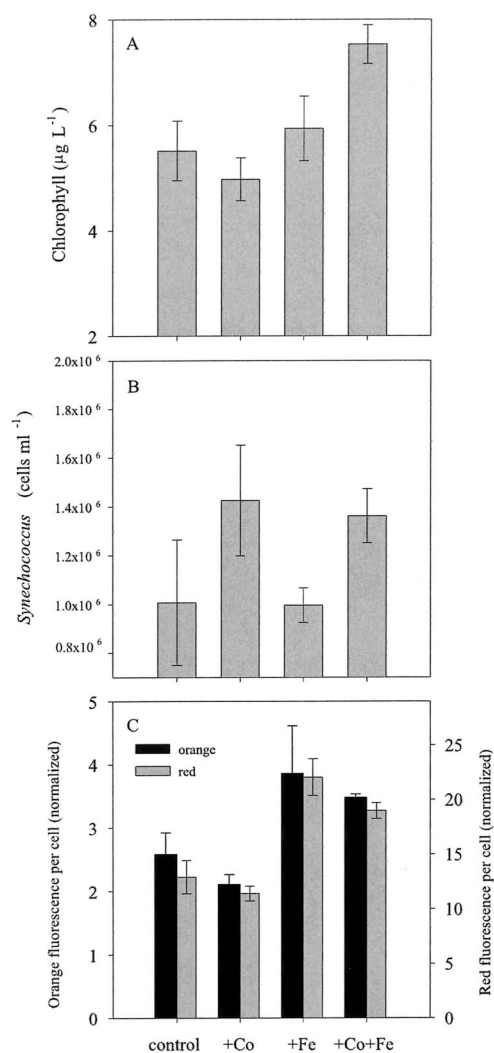 A
8
6
4
2
Chlorophyll (µg L⁻¹)
B
2.0x10⁶
1.8x10⁶
1.6x10⁶
1.4x10⁶
1.2x10⁶
1.0x10⁶
0.8x10⁶
Synechococcus (cells ml⁻¹)
C
orange
red
5
4
3
2
1
0
Orange fluorescence per cell (normalized)
25
20
15
10
5
0
Red fluorescence per cell (normalized)
control +Co +Fe +Co+Fe